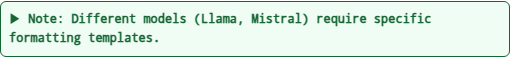 ▶ Note: Different models (Llama, Mistral) require specific
formatting templates.